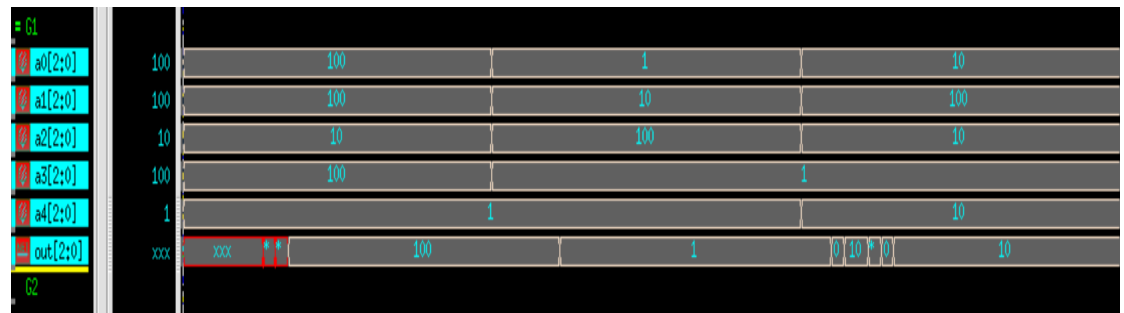 = G1
a0[2:0] 100 100 1 10
a1[2:0] 100 100 10 100
a2[2:0] 10 10 100 10
a3[2:0] 100 100 1
a4[2:0] 1 1 10
out[2:0] xxx xxx * * 100 1 0 10 * 0 10
G2